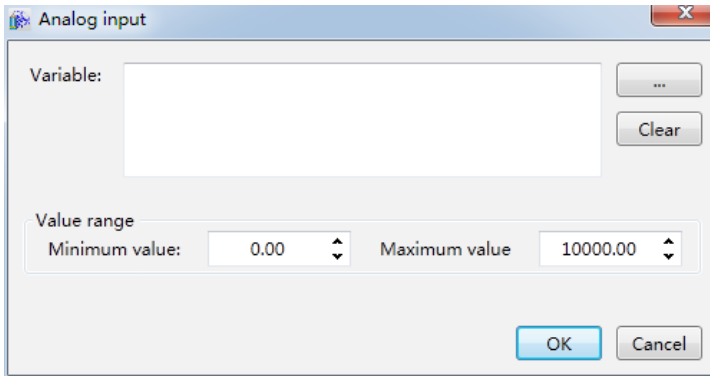 Analog input
Variable:
...
Clear
Value range
Minimum value: 0.00 Maximum value 10000.00
OK Cancel